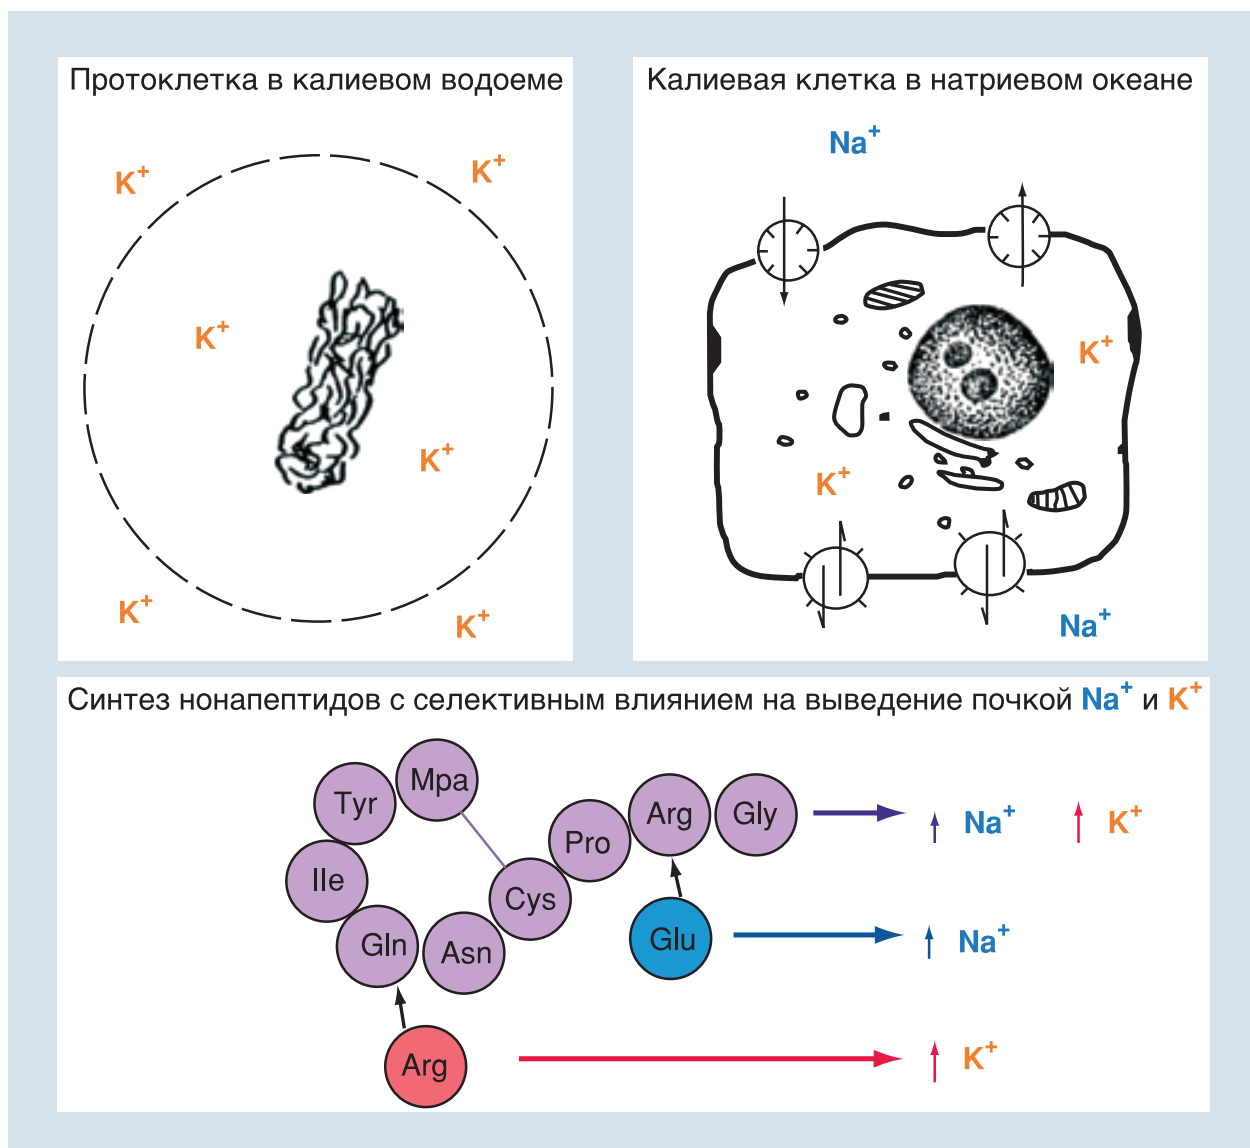 Протоклетка в калиевом водоеме
K⁺ K⁺
K⁺
K⁺
K⁺ K⁺
Калиевая клетка в натриевом океане
Na⁺
K⁺
K⁺
Na⁺
Синтез нонапептидов с селективным влиянием на выведение почкой Na⁺ и K⁺
Mpa
Tyr
Ile
Gln
Asn
Cys
Pro
Arg
Gly
↑ Na⁺ ↑ K⁺
Glu
↑ Na⁺
Arg
↑ K⁺